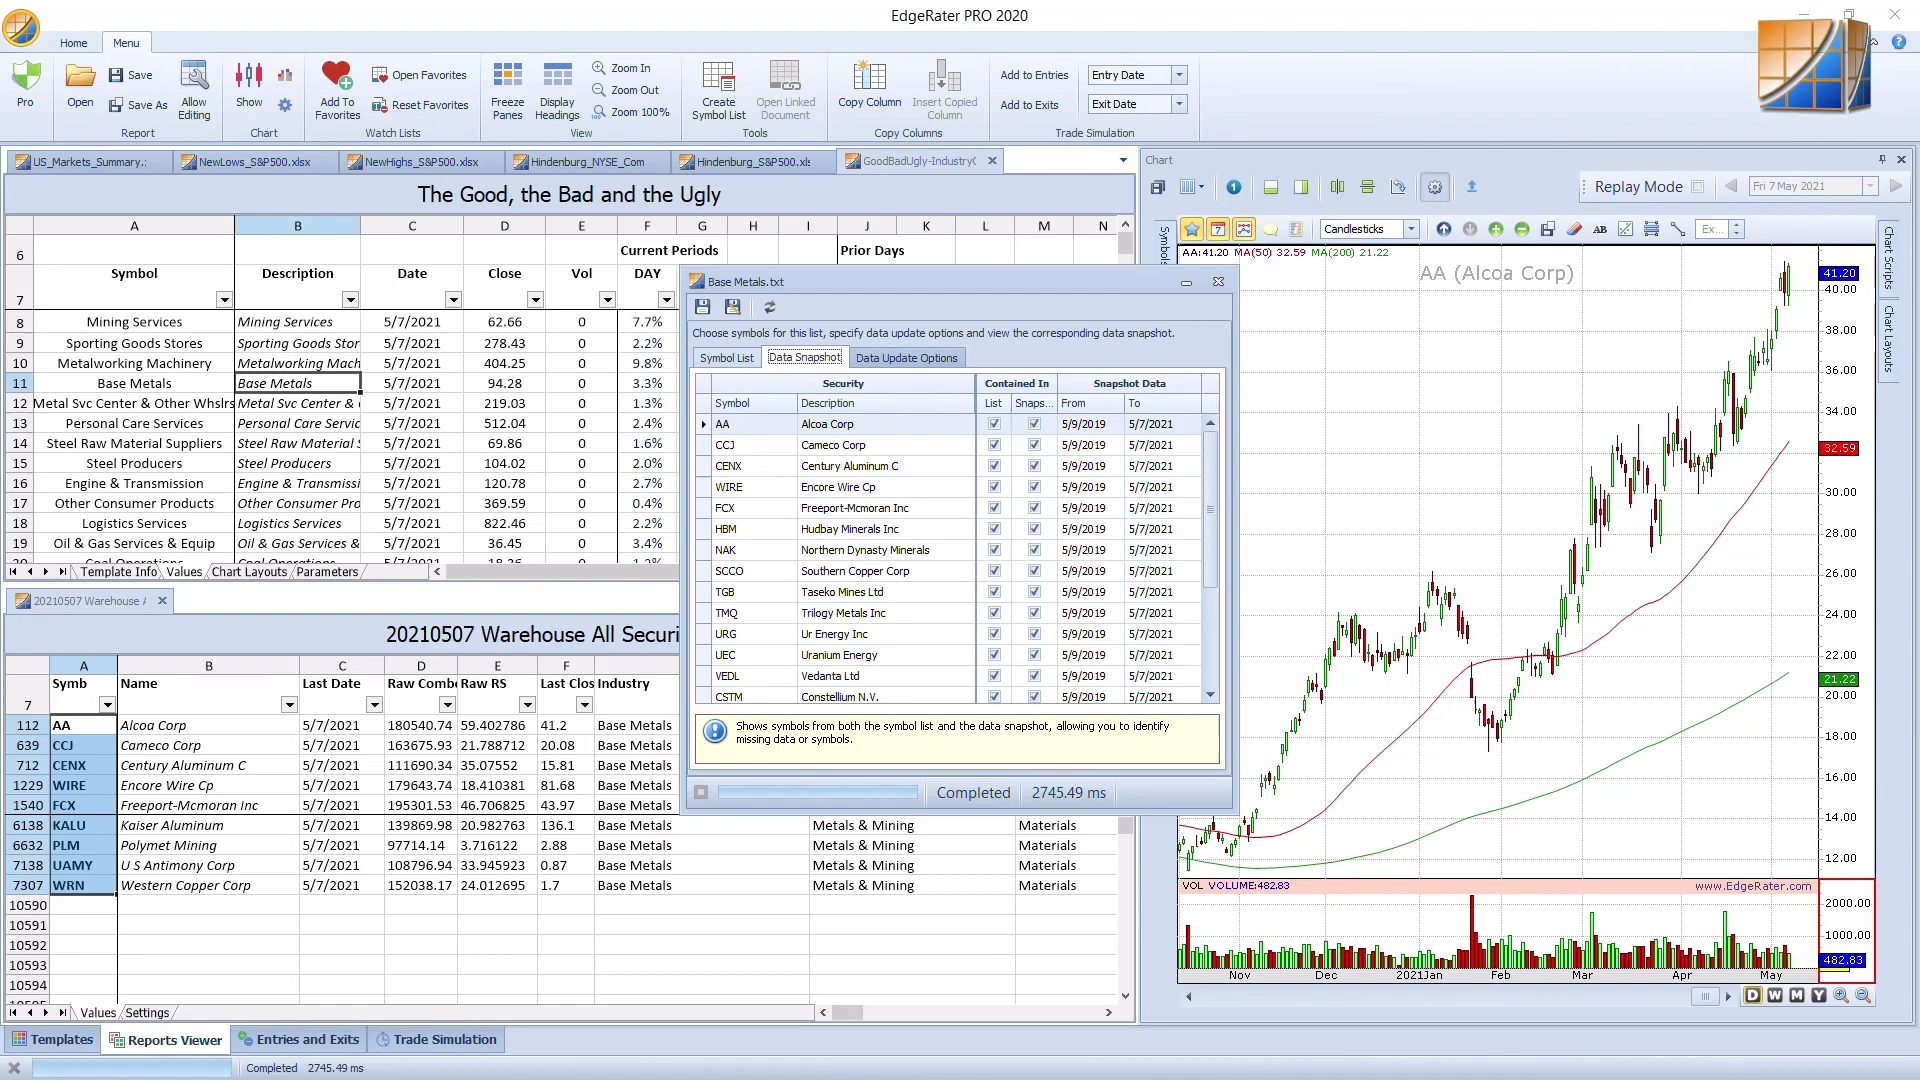 EdgeRater PRO 2020
Home
Menu
Pro
Open
Save
Save As
Allow Editing
Report
Show
Chart
Add To Favorites
Open Favorites
Reset Favorites
Watch Lists
Freeze Panes
Display Headings
Zoom In
Zoom Out
Zoom 100%
View
Create Symbol List
Open Linked Document
Tools
Copy Column
Insert Copied Column
Copy Columns
Add to Entries
Entry Date
Add to Exits
Exit Date
Trade Simulation
US_Markets_Summary.:
NewLows_S&P500.xlsx
NewHighs_S&P500.xlsx
Hindenburg_NYSE_Com
Hindenburg_S&P500.xl
GoodBadUgly-Industry
The Good, the Bad and the Ugly
A B C D E F G H I J K L M N
6 Current Periods Prior Days
7 Symbol Description Date Close Vol DAY
8 Mining Services Mining Services 5/7/2021 62.66 0 7.7%
9 Sporting Goods Stores Sporting Goods Stor 5/7/2021 278.43 0 2.2%
10 Metalworking Machinery Metalworking Mach 5/7/2021 404.25 0 9.8%
11 Base Metals Base Metals 5/7/2021 94.28 0 3.3%
12 Metal Svc Center & Other Whslrs Metal Svc Center & 5/7/2021 219.03 0 1.3%
13 Personal Care Services Personal Care Servic 5/7/2021 512.04 0 2.4%
14 Steel Raw Material Suppliers Steel Raw Material S 5/7/2021 69.86 0 1.6%
15 Steel Producers Steel Producers 5/7/2021 104.02 0 2.0%
16 Engine & Transmission Engine & Transmissi 5/7/2021 120.78 0 2.7%
17 Other Consumer Products Other Consumer Pro 5/7/2021 369.59 0 0.4%
18 Logistics Services Logistics Services 5/7/2021 822.46 0 2.2%
19 Oil & Gas Services & Equip Oil & Gas Services & 5/7/2021 36.45 0 3.4%
Template Info Values Chart Layouts Parameters
20210507 Warehouse A
20210507 Warehouse All Securi
A B C D E F
7 Symb Name Last Date Raw Combo Raw RS Last Clos Industry
112 AA Alcoa Corp 5/7/2021 180540.74 59.402786 41.2 Base Metals
639 CCJ Cameco Corp 5/7/2021 163675.93 21.788712 20.08 Base Metals
712 CENX Century Aluminum C 5/7/2021 111690.34 35.07552 15.81 Base Metals
1229 WIRE Encore Wire Cp 5/7/2021 179643.74 18.410381 81.68 Base Metals
1540 FCX Freeport-Mcmoran Inc 5/7/2021 195301.53 46.706825 43.97 Base Metals
6138 KALU Kaiser Aluminum 5/7/2021 139869.98 20.982763 136.1 Base Metals Metals & Mining Materials
6632 PLM Polymet Mining 5/7/2021 97714.14 3.716122 2.88 Base Metals Metals & Mining Materials
7138 UAMY U S Antimony Corp 5/7/2021 108796.94 33.945923 0.87 Base Metals Metals & Mining Materials
7307 WRN Western Copper Corp 5/7/2021 152038.17 24.012695 1.7 Base Metals Metals & Mining Materials
10590
10591
10592
10593
10594
Values Settings
Templates
Reports Viewer
Entries and Exits
Trade Simulation
Completed 2745.49 ms
Base Metals.txt
Choose symbols for this list, specify data update options and view the corresponding data snapshot.
Symbol List Data Snapshot Data Update Options
Security Contained In Snapshot Data
Symbol Description List Snaps... From To
AA Alcoa Corp 5/9/2019 5/7/2021
CCJ Cameco Corp 5/9/2019 5/7/2021
CENX Century Aluminum C 5/9/2019 5/7/2021
WIRE Encore Wire Cp 5/9/2019 5/7/2021
FCX Freeport-Mcmoran Inc 5/9/2019 5/7/2021
HBM Hudbay Minerals Inc 5/9/2019 5/7/2021
NAK Northern Dynasty Minerals 5/9/2019 5/7/2021
SCCO Southern Copper Corp 5/9/2019 5/7/2021
TGB Taseko Mines Ltd 5/9/2019 5/7/2021
TMQ Trilogy Metals Inc 5/9/2019 5/7/2021
URG Ur Energy Inc 5/9/2019 5/7/2021
UEC Uranium Energy 5/9/2019 5/7/2021
VEDL Vedanta Ltd 5/9/2019 5/7/2021
CSTM Constellium N.V. 5/9/2019 5/7/2021
Shows symbols from both the symbol list and the data snapshot, allowing you to identify
missing data or symbols.
Completed 2745.49 ms
Chart
1
Replay Mode
Fri 7 May 2021
Symbols
7
Candlesticks
AB
Ex...
Chart Scripts
Chart Layouts
AA:41.20 MA(50) 32.59 MA(200) 21.22
AA (Alcoa Corp)
41.20
40.00
38.00
36.00
34.00
32.59
30.00
28.00
26.00
24.00
22.00
21.22
20.00
18.00
16.00
14.00
12.00
VOL VOLUME:482.83
www.EdgeRater.com
2000.00
1000.00
482.83
Nov Dec 2021Jan Feb Mar Apr May
D W M Y